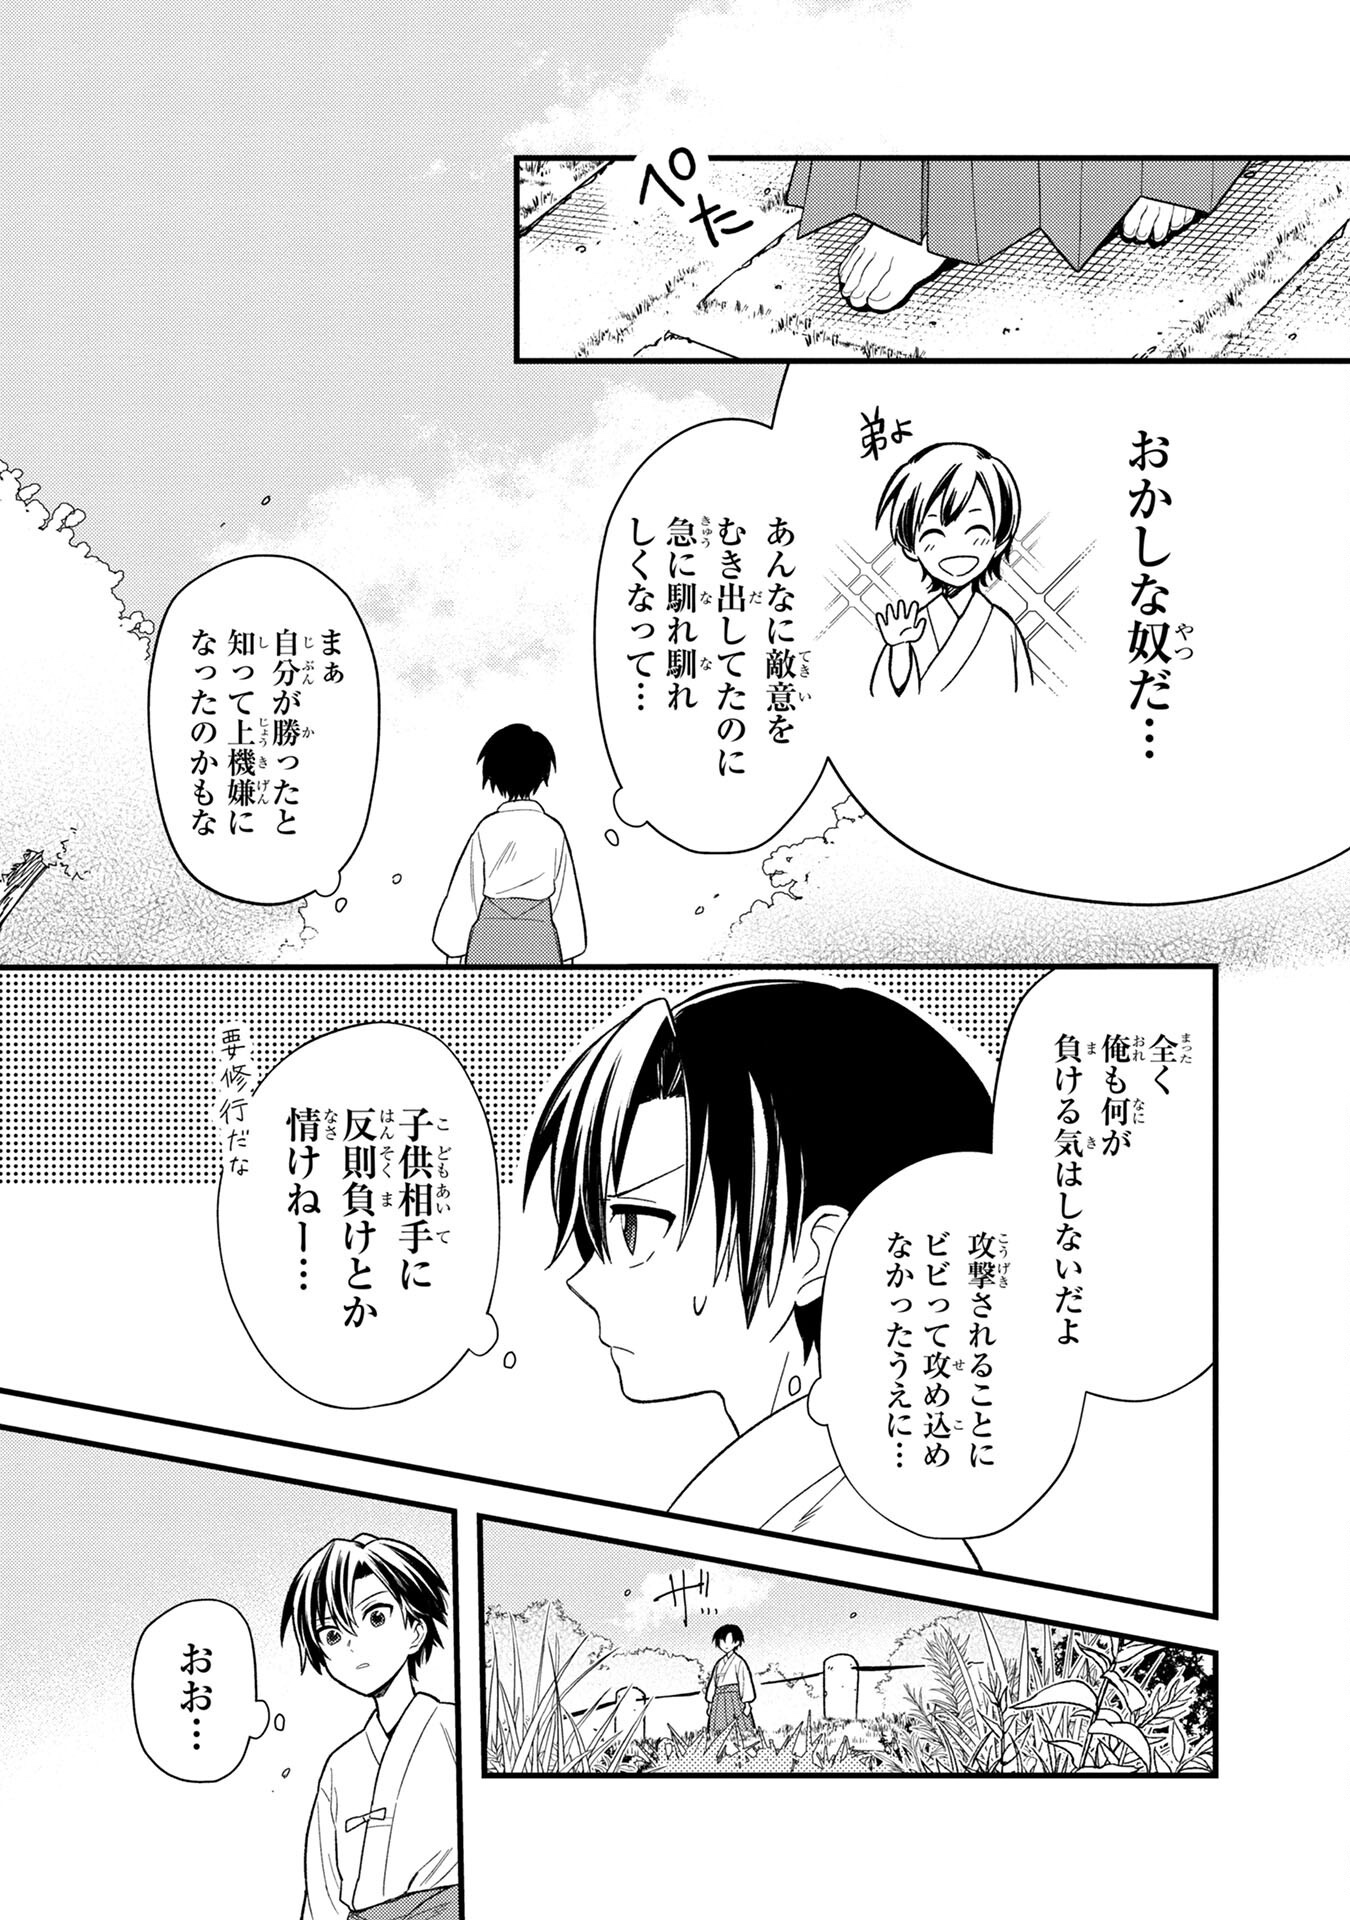 ペた
おかしな奴だ…
弟よ
あんなに敵意を
むき出してたのに
急に馴れ馴れ
しくなって…
まぁ
自分が勝ったと
知って上機嫌に
なったのかもな
全く
俺も何が
負ける気はしないだよ
攻撃されることに
ビビって攻め込め
なかったうえに…
子供相手に
反則負けとか
情けねー…
要修行だな
ザ゛…
おお…